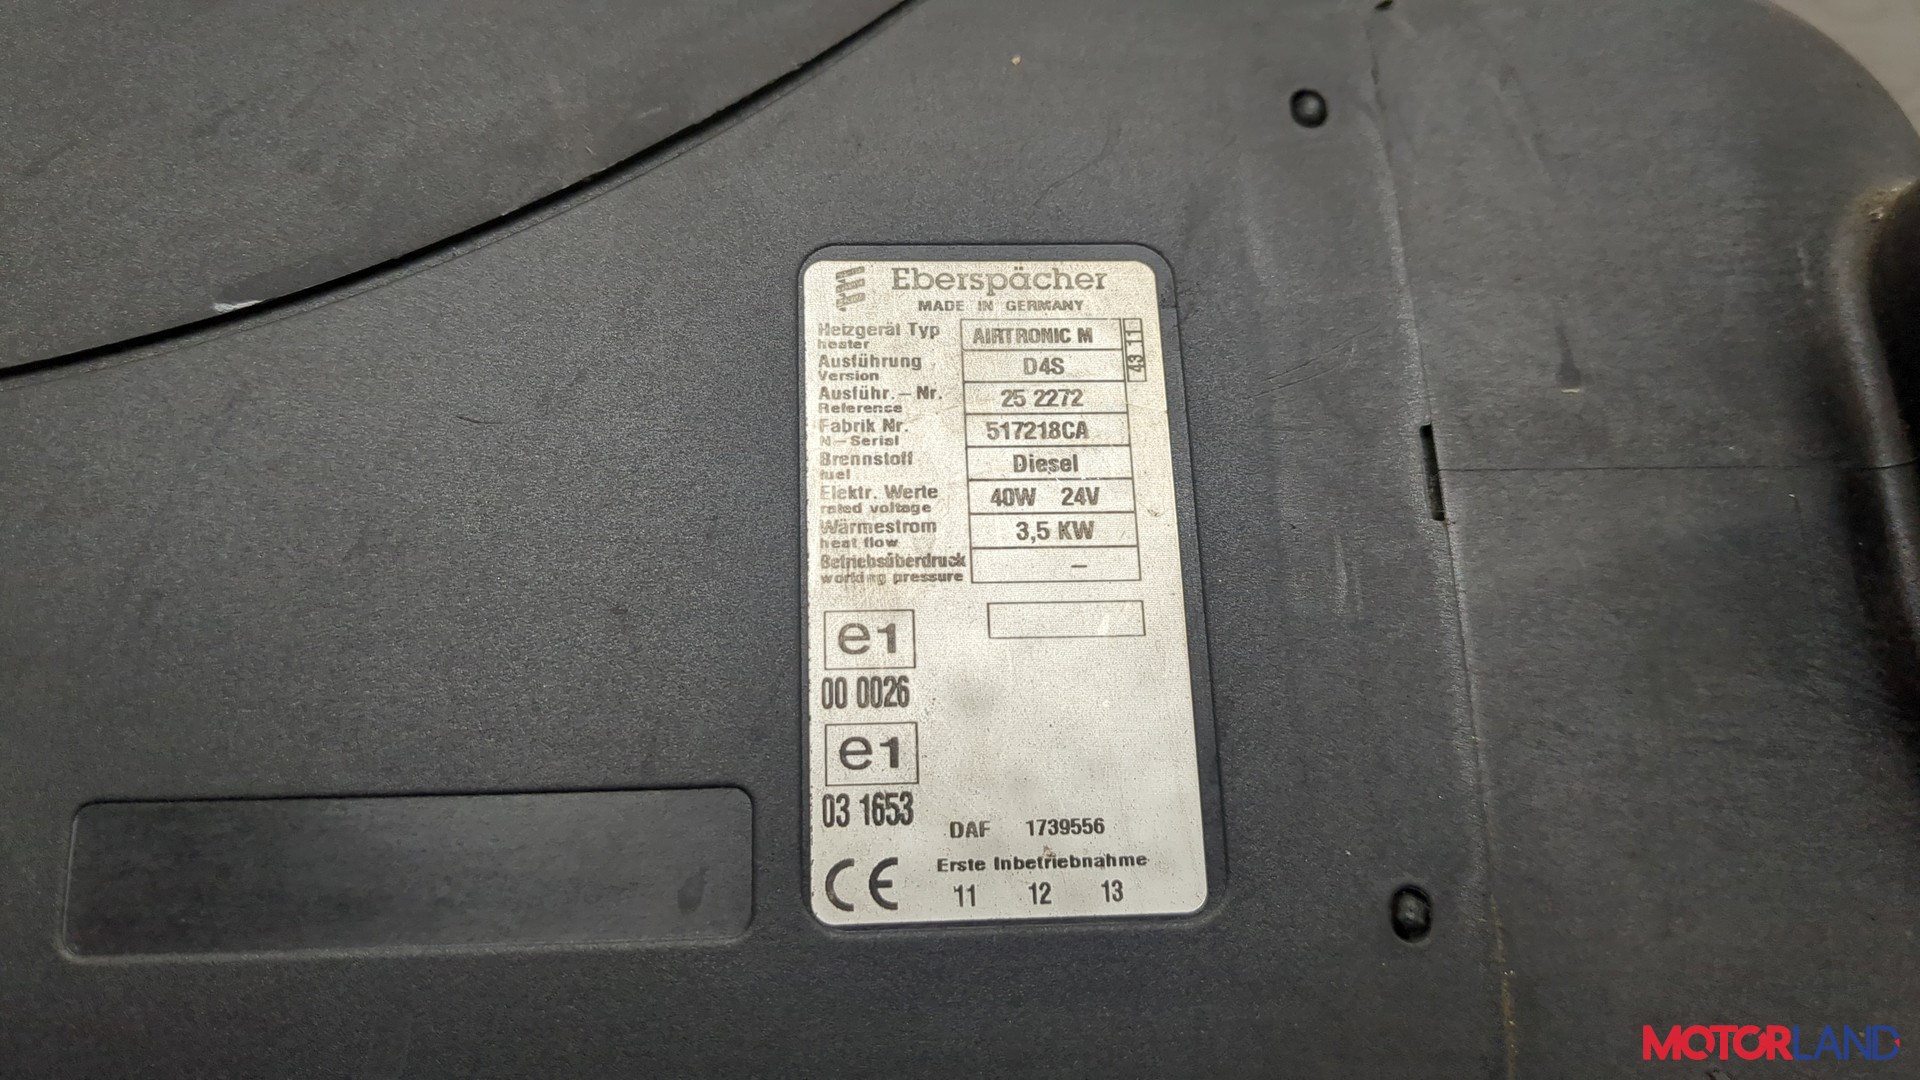 Eberspächer
MADE IN GERMANY
Heizgerät Typ AIRTRONIC M
heater
43 11
Ausführung D4S
Version
Ausführ.-Nr. 25 2272
Reference
Fabrik Nr. 517218CA
N-Serial
Brennstoff Diesel
fuel
Elektr. Werte 40W 24V
rated voltage
Wärmestrom 3,5 KW
heat flow
Betriebsüberdruck –
working pressure
e1
00 0026
e1
03 1653
DAF 1739556
Erste Inbetriebnahme
CE 11 12 13
MOTORLAND